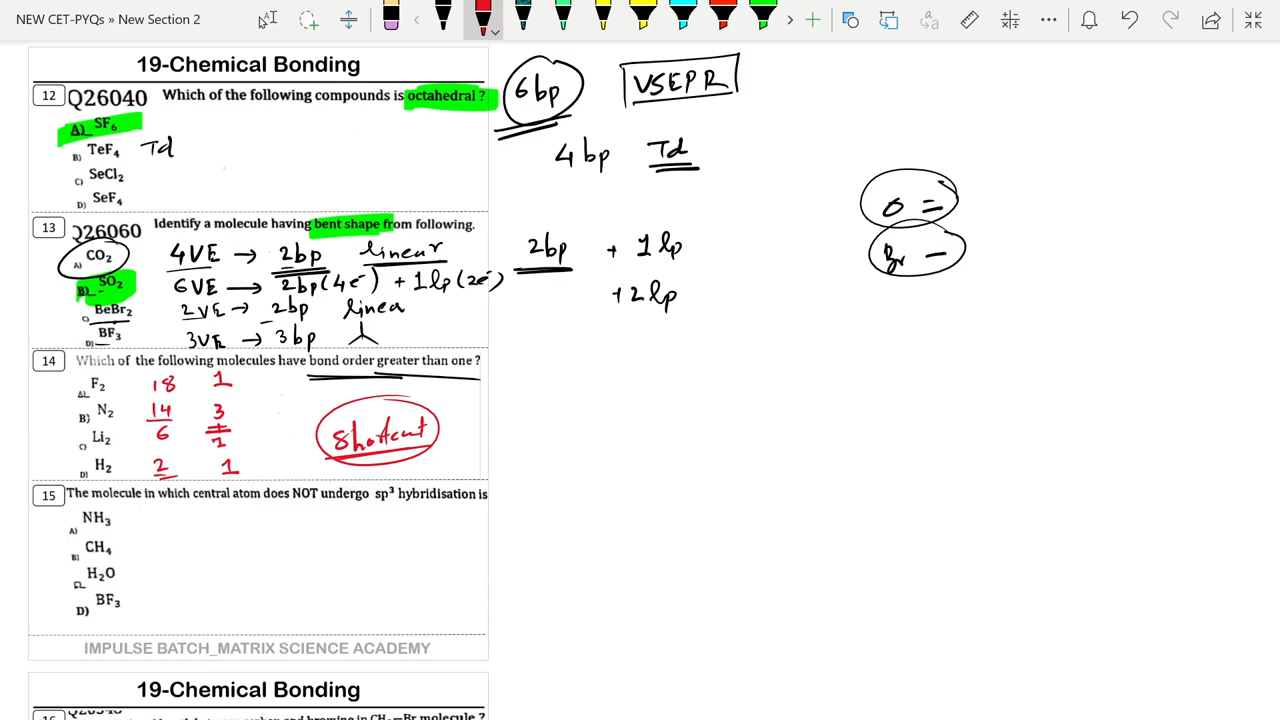 NEW CET-PYQs » New Section 2
19-Chemical Bonding
12 Q26040 Which of the following compounds is octahedral ?
A) SF6
B) TeF4 Td
C) SeCl2
D) SeF4
6bp VSEPR
4bp Td
13 Q26060 Identify a molecule having bent shape from following.
A) CO2 4VE → 2bp linear
B) SO2 6VE → 2bp(4e⁻) + 1lp(2e⁻)
C) BeBr2 2VE → 2bp linea
D) BF3 3VE → 3bp
2bp + 1lp
+2lp
O =
Br -
14 Which of the following molecules have bond order greater than one ?
A) F2 18 1
B) N2 14 3
C) Li2 6 1
D) H2 2 1
Shortcut
15 The molecule in which central atom does NOT undergo sp³ hybridisation is
A) NH3
B) CH4
C) H2O
D) BF3
IMPULSE BATCH_MATRIX SCIENCE ACADEMY
19-Chemical Bonding
16